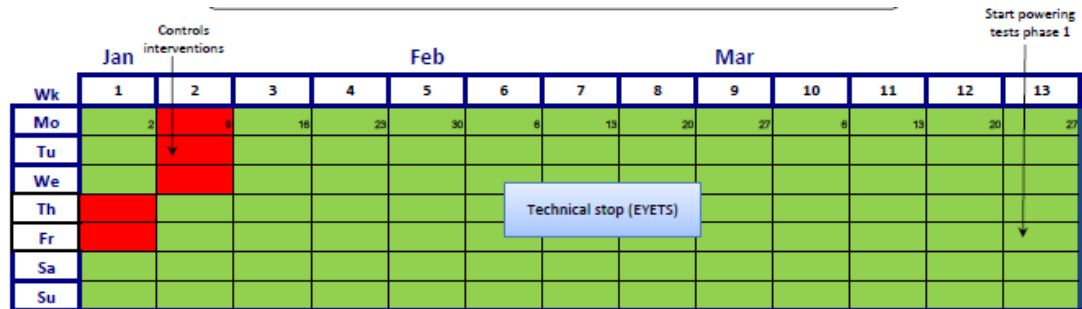 Start powering
tests phase 1
Controls
interventions
Jan Feb Mar
Wk 1 2 3 4 5 6 7 8 9 10 11 12 13
Mo 2 9 16 23 30 6 13 20 27 6 13 20 27
Tu
We
Th
Technical stop (EYETS)
Fr
Sa
Su